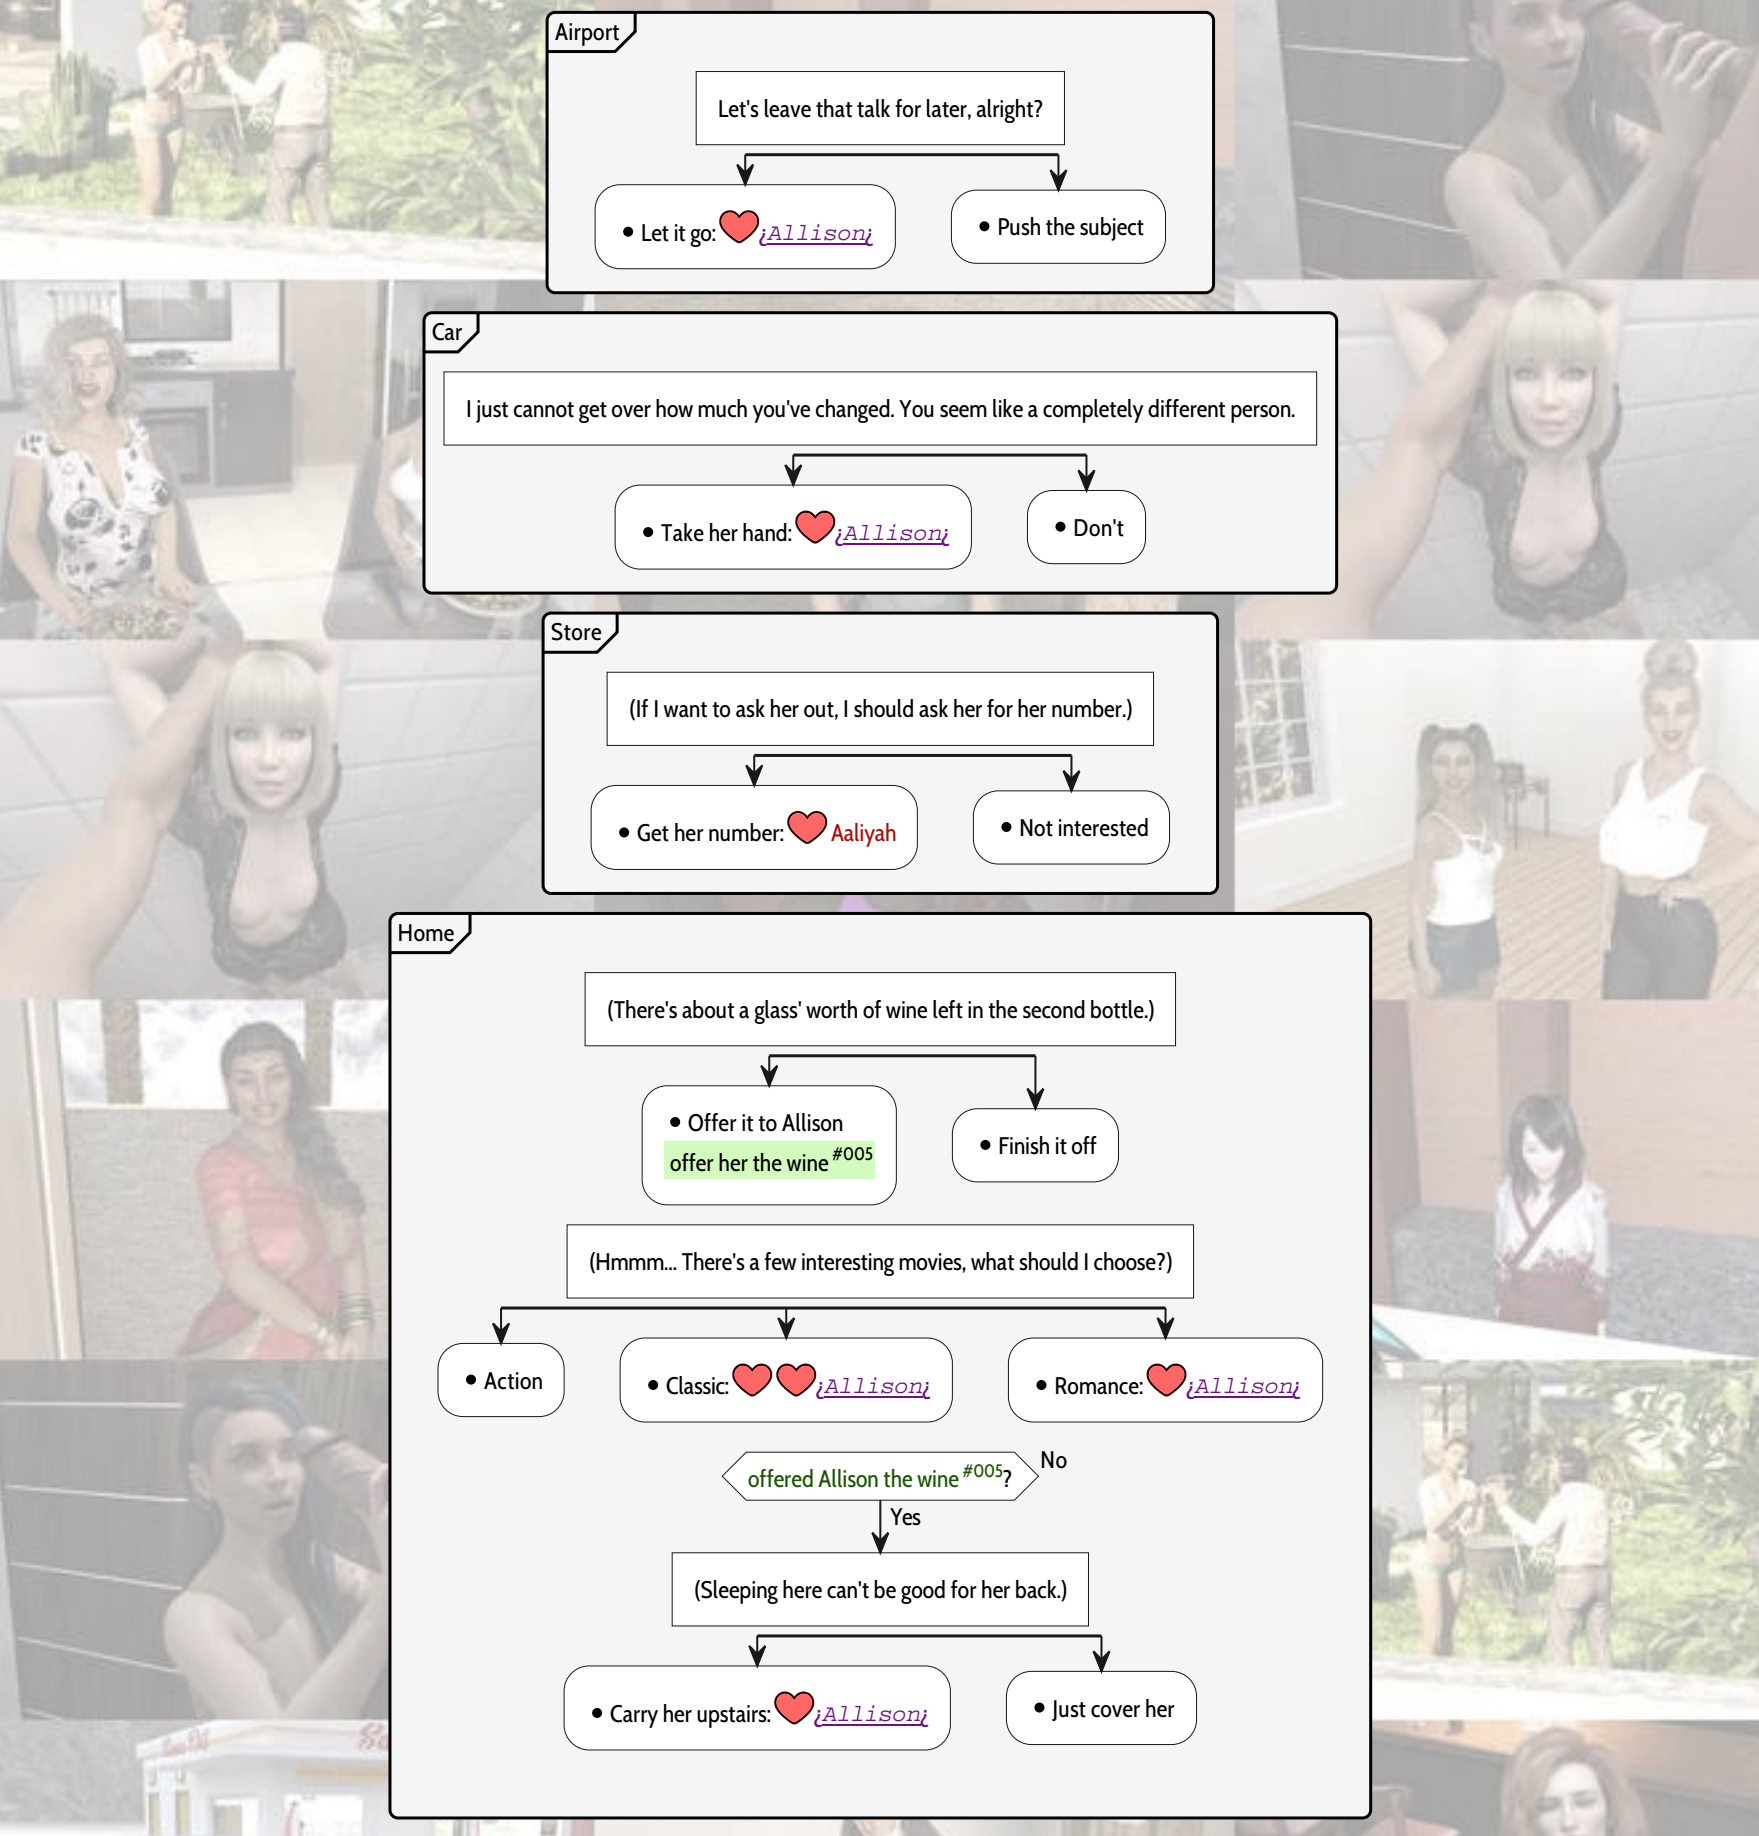 Airport
Let's leave that talk for later, alright?
• Let it go: ¿Allison¿
• Push the subject
Car
I just cannot get over how much you've changed. You seem like a completely different person.
• Take her hand: ¿Allison¿
• Don't
Store
(If I want to ask her out, I should ask her for her number.)
• Get her number: Aaliyah
• Not interested
Home
(There's about a glass' worth of wine left in the second bottle.)
• Offer it to Allison
offer her the wine #005
• Finish it off
(Hmmm... There's a few interesting movies, what should I choose?)
• Action
• Classic: ¿Allison¿
• Romance: ¿Allison¿
offered Allison the wine #005?
No
Yes
(Sleeping here can't be good for her back.)
• Carry her upstairs: ¿Allison¿
• Just cover her